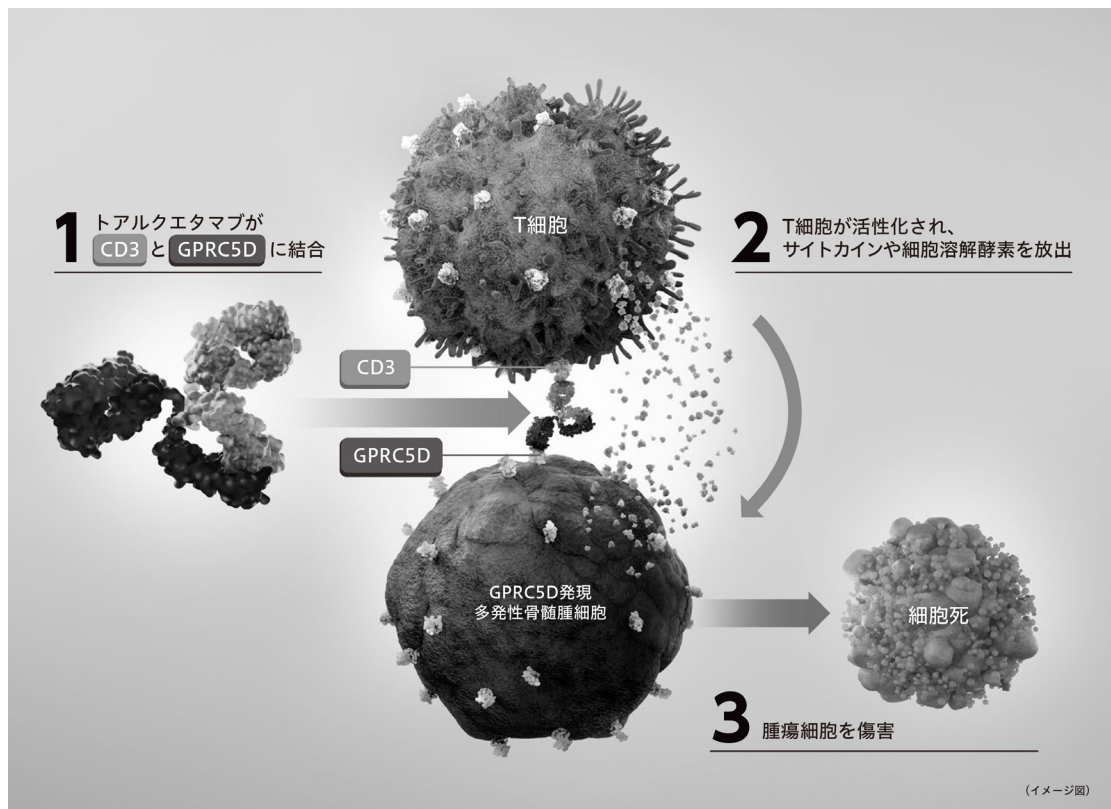 T細胞
1 トアルクエタマブが
CD3 と GPRC5D に結合
2 T細胞が活性化され、
サイトカインや細胞溶解酵素を放出
CD3
GPRC5D
GPRC5D発現
多発性骨髄腫細胞
細胞死
3 腫瘍細胞を傷害
（イメージ図）